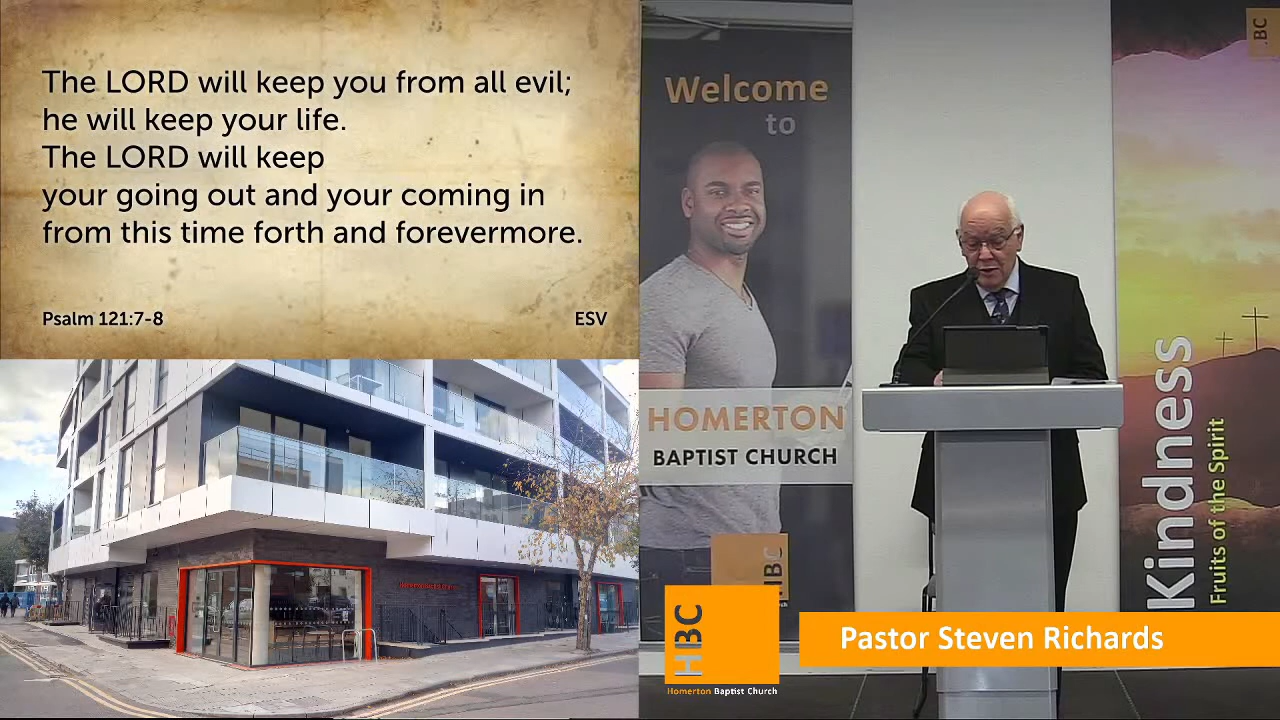 The LORD will keep you from all evil;
he will keep your life.
The LORD will keep
your going out and your coming in
from this time forth and forevermore.
Psalm 121:7-8
ESV
Welcome
to
HOMERTON
BAPTIST CHURCH
HBC
.BC
Kindness
Fruits of the Spirit
HBC
Homerton Baptist Church
Pastor Steven Richards